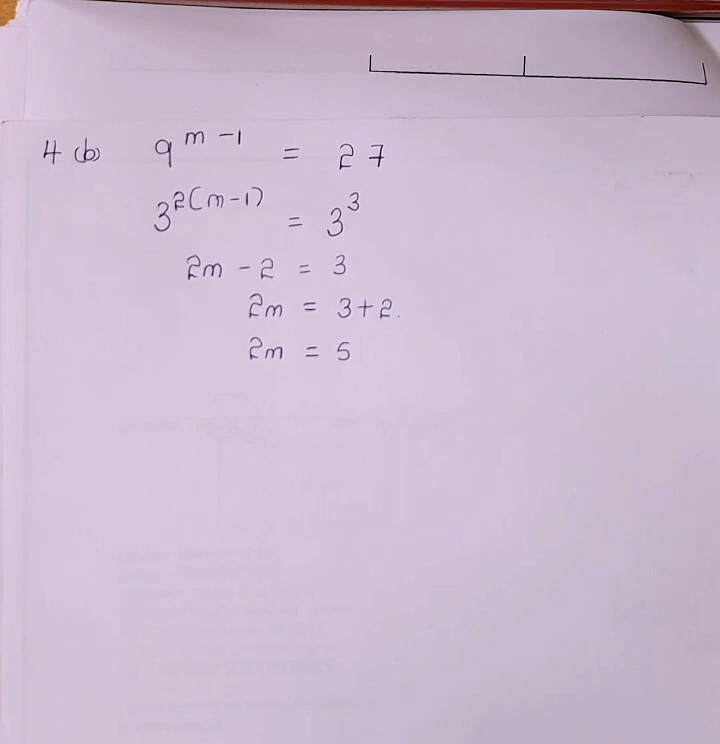 4 (b) 9^{m-1} = 27
3^{2(m-1)} = 3^3
2m - 2 = 3
2m = 3+2.
2m = 5